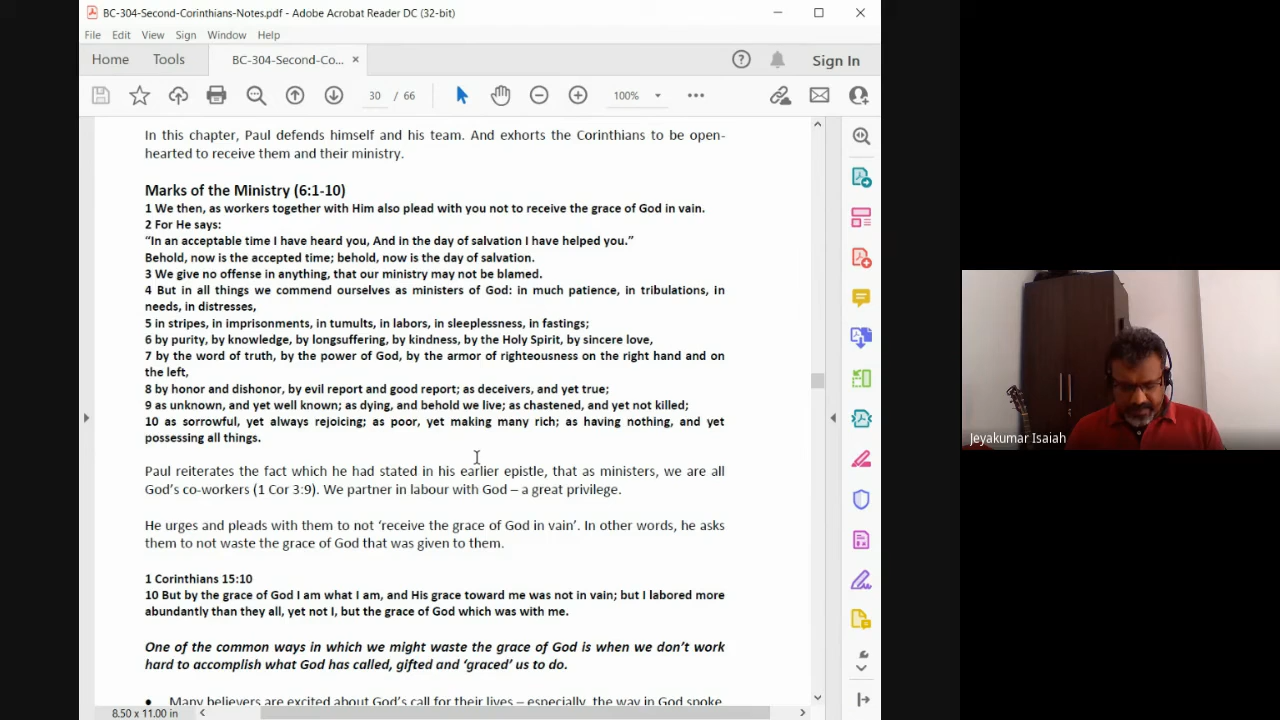 BC-304-Second-Corinthians-Notes.pdf - Adobe Acrobat Reader DC (32-bit)
File Edit View Sign Window Help
Home Tools BC-304-Second-Co... × Sign In
30 / 66 100%
In this chapter, Paul defends himself and his team. And exhorts the Corinthians to be open-
hearted to receive them and their ministry.
Marks of the Ministry (6:1-10)
1 We then, as workers together with Him also plead with you not to receive the grace of God in vain.
2 For He says:
“In an acceptable time I have heard you, And in the day of salvation I have helped you.”
Behold, now is the accepted time; behold, now is the day of salvation.
3 We give no offense in anything, that our ministry may not be blamed.
4 But in all things we commend ourselves as ministers of God: in much patience, in tribulations, in
needs, in distresses,
5 in stripes, in imprisonments, in tumults, in labors, in sleeplessness, in fastings;
6 by purity, by knowledge, by longsuffering, by kindness, by the Holy Spirit, by sincere love,
7 by the word of truth, by the power of God, by the armor of righteousness on the right hand and on
the left,
8 by honor and dishonor, by evil report and good report; as deceivers, and yet true;
9 as unknown, and yet well known; as dying, and behold we live; as chastened, and yet not killed;
10 as sorrowful, yet always rejoicing; as poor, yet making many rich; as having nothing, and yet
possessing all things.
Paul reiterates the fact which he had stated in his earlier epistle, that as ministers, we are all
God’s co-workers (1 Cor 3:9). We partner in labour with God – a great privilege.
He urges and pleads with them to not ‘receive the grace of God in vain’. In other words, he asks
them to not waste the grace of God that was given to them.
1 Corinthians 15:10
10 But by the grace of God I am what I am, and His grace toward me was not in vain; but I labored more
abundantly than they all, yet not I, but the grace of God which was with me.
One of the common ways in which we might waste the grace of God is when we don’t work
hard to accomplish what God has called, gifted and ‘graced’ us to do.
• Many believers are excited about God’s call for their lives – especially, the way in God spoke
8.50 x 11.00 in
Jeyakumar Isaiah